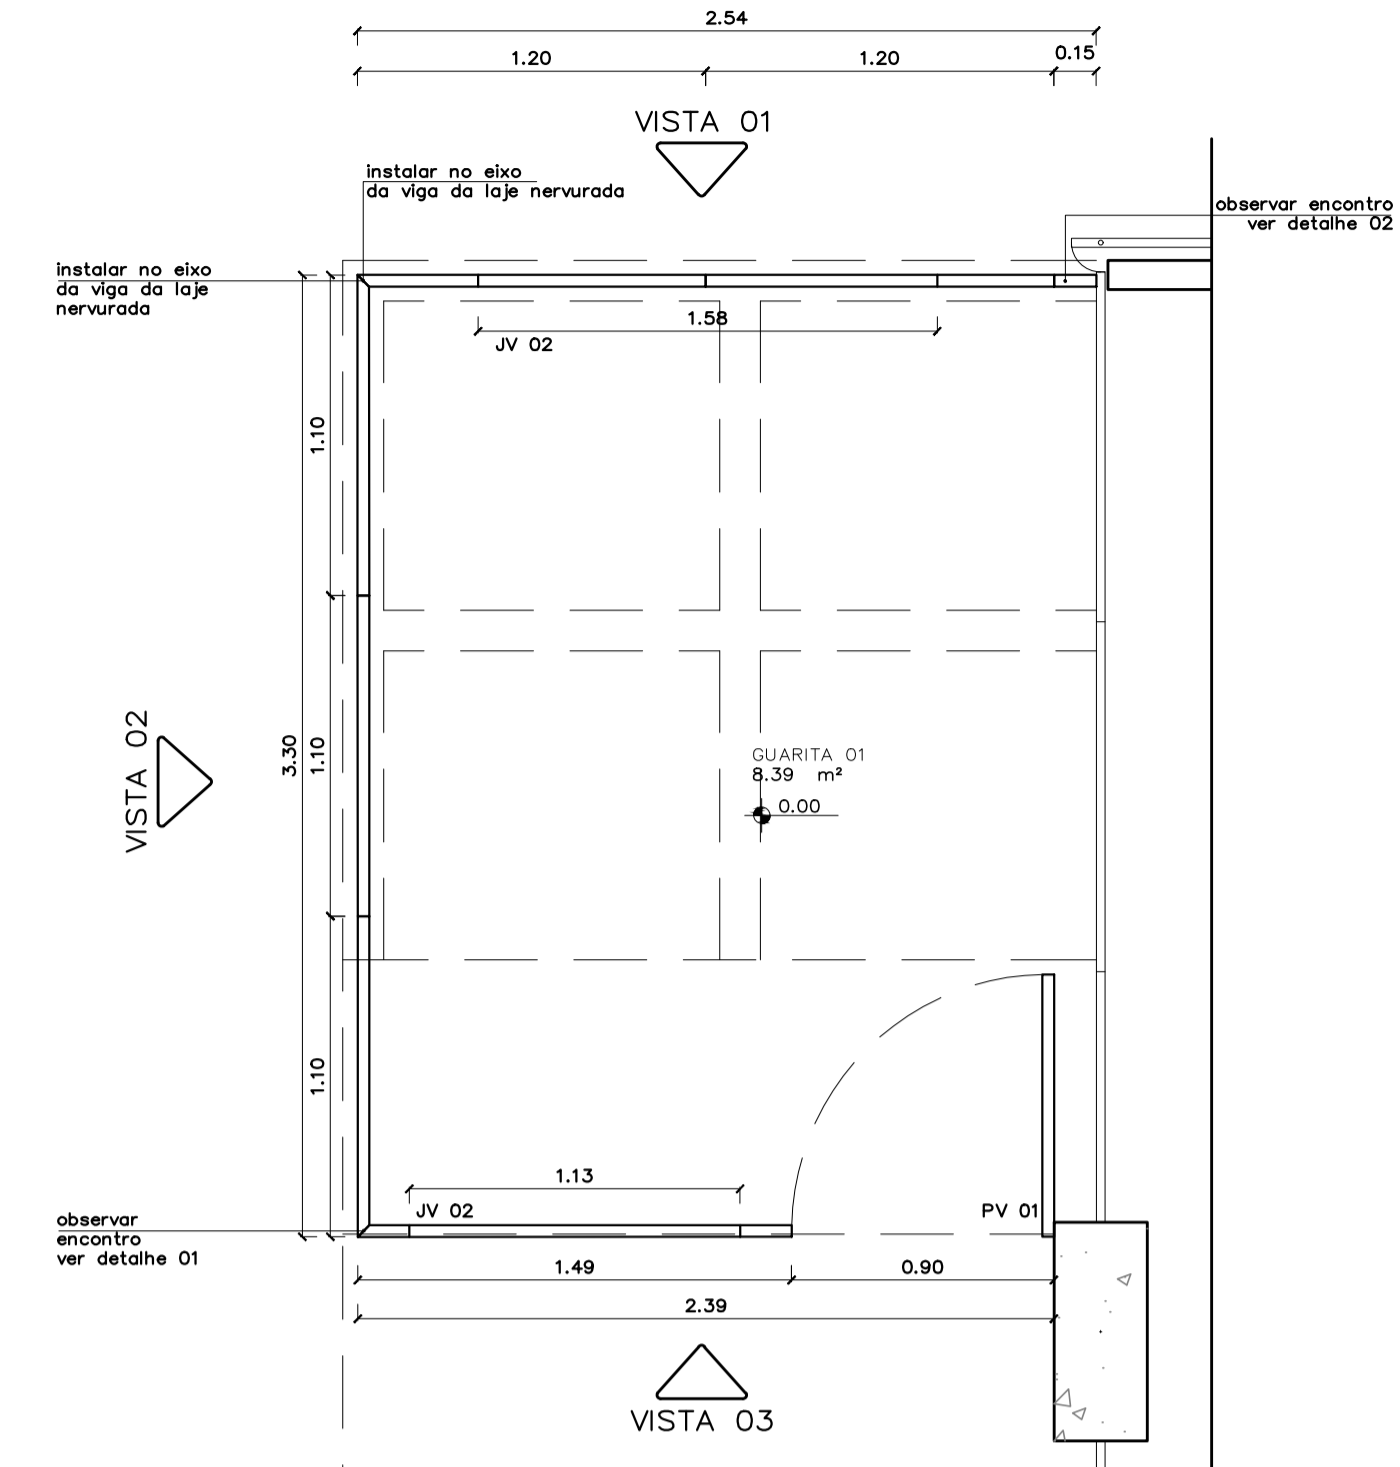 2.54
1.20
1.20
0.15
VISTA 01
instalar no eixo
da viga da laje nervurada
observar encontro
ver detalhe 02
instalar no eixo
da viga da laje
nervurada
1.58
JV 02
1.10
VISTA 02
3.30
1.10
GUARITA 01
8.39 m²
0.00
1.10
1.13
JV 02
PV 01
observar
encontro
ver detalhe 01
1.49
0.90
2.39
VISTA 03